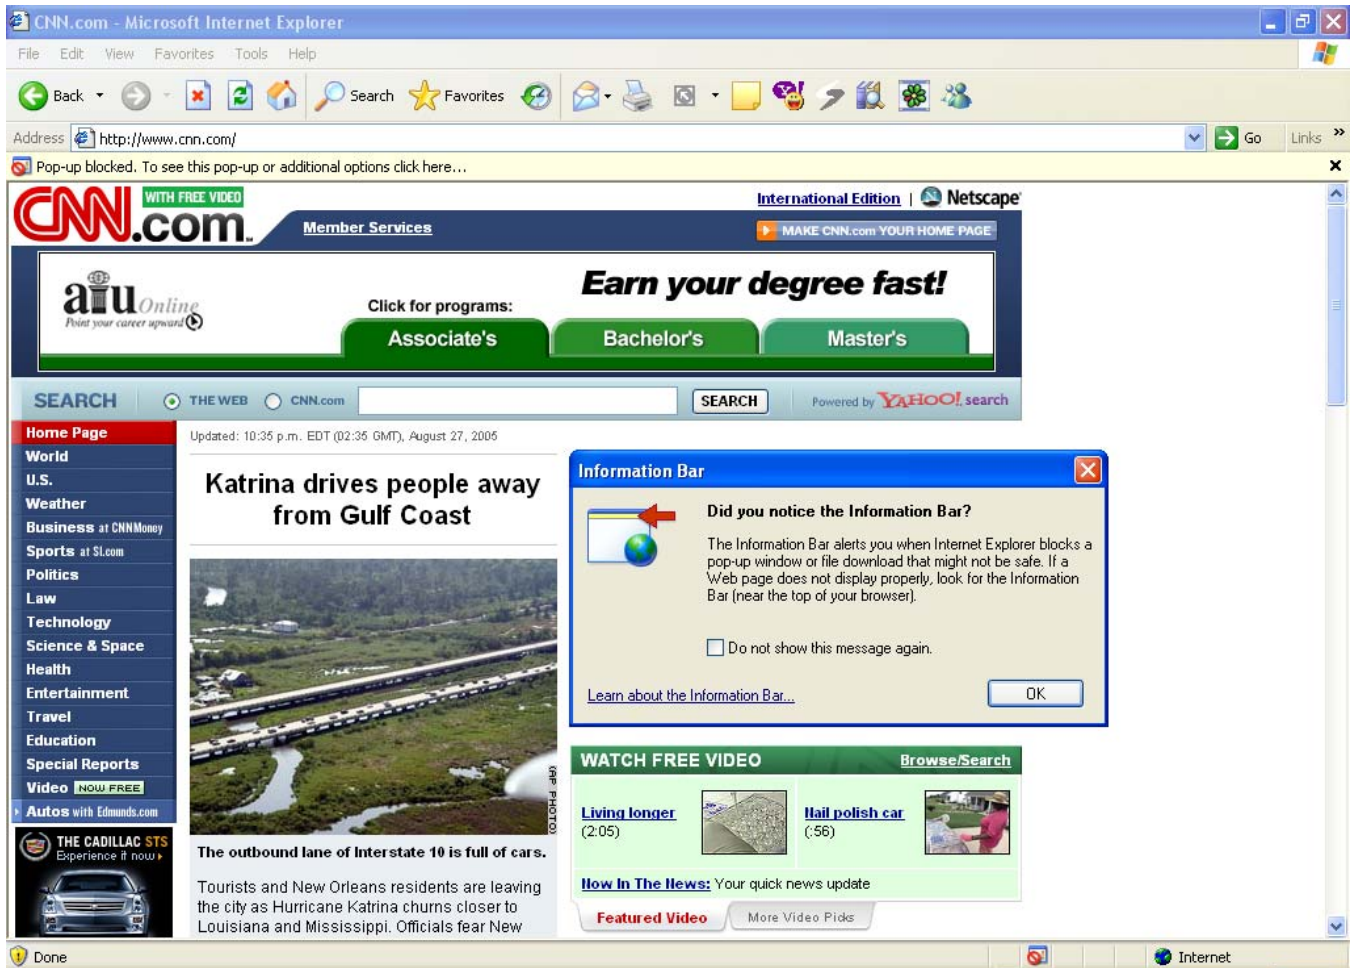 CNN.com - Microsoft Internet Explorer
File Edit View Favorites Tools Help
Back Search Favorites
Address http://www.cnn.com/ Go Links
Pop-up blocked. To see this pop-up or additional options click here...
CNN.com WITH FREE VIDEO
International Edition | Netscape
Member Services
MAKE CNN.com YOUR HOME PAGE
aiu Online
Point your career upward
Earn your degree fast!
Click for programs:
Associate's Bachelor's Master's
SEARCH THE WEB CNN.com SEARCH Powered by YAHOO! search
Home Page
World
U.S.
Weather
Business at CNNMoney
Sports at SI.com
Politics
Law
Technology
Science & Space
Health
Entertainment
Travel
Education
Special Reports
Video NOW FREE
Autos with Edmunds.com
THE CADILLAC STS
Experience it now
Updated: 10:35 p.m. EDT (02:35 GMT), August 27, 2005
Katrina drives people away
from Gulf Coast
(AP PHOTO)
The outbound lane of Interstate 10 is full of cars.
Tourists and New Orleans residents are leaving
the city as Hurricane Katrina churns closer to
Louisiana and Mississippi. Officials fear New
Information Bar
Did you notice the Information Bar?
The Information Bar alerts you when Internet Explorer blocks a
pop-up window or file download that might not be safe. If a
Web page does not display properly, look for the Information
Bar (near the top of your browser).
Do not show this message again.
Learn about the Information Bar...
OK
WATCH FREE VIDEO Browse/Search
Living longer
(2:05)
Nail polish car
(:56)
Now In The News: Your quick news update
Featured Video More Video Picks
Done Internet